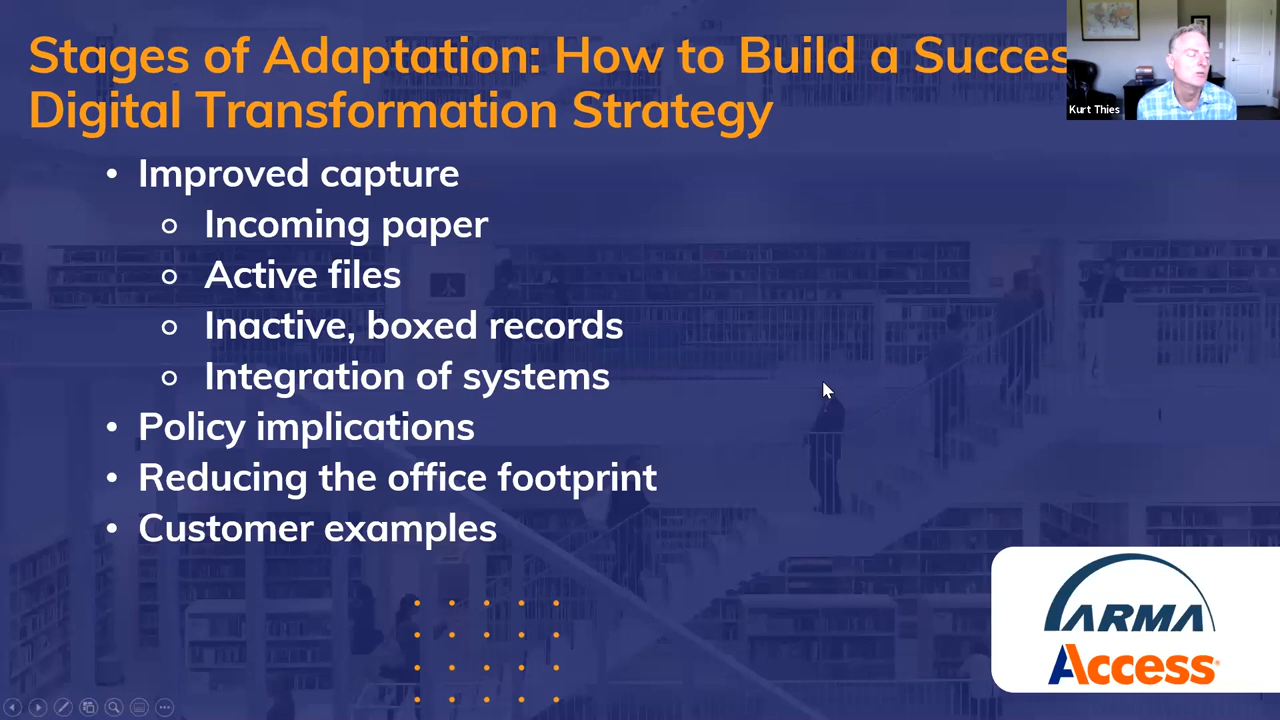 Stages of Adaptation: How to Build a Succes
Digital Transformation Strategy
Kurt Thies
• Improved capture
○ Incoming paper
○ Active files
○ Inactive, boxed records
○ Integration of systems
• Policy implications
• Reducing the office footprint
• Customer examples
ARMA
Access